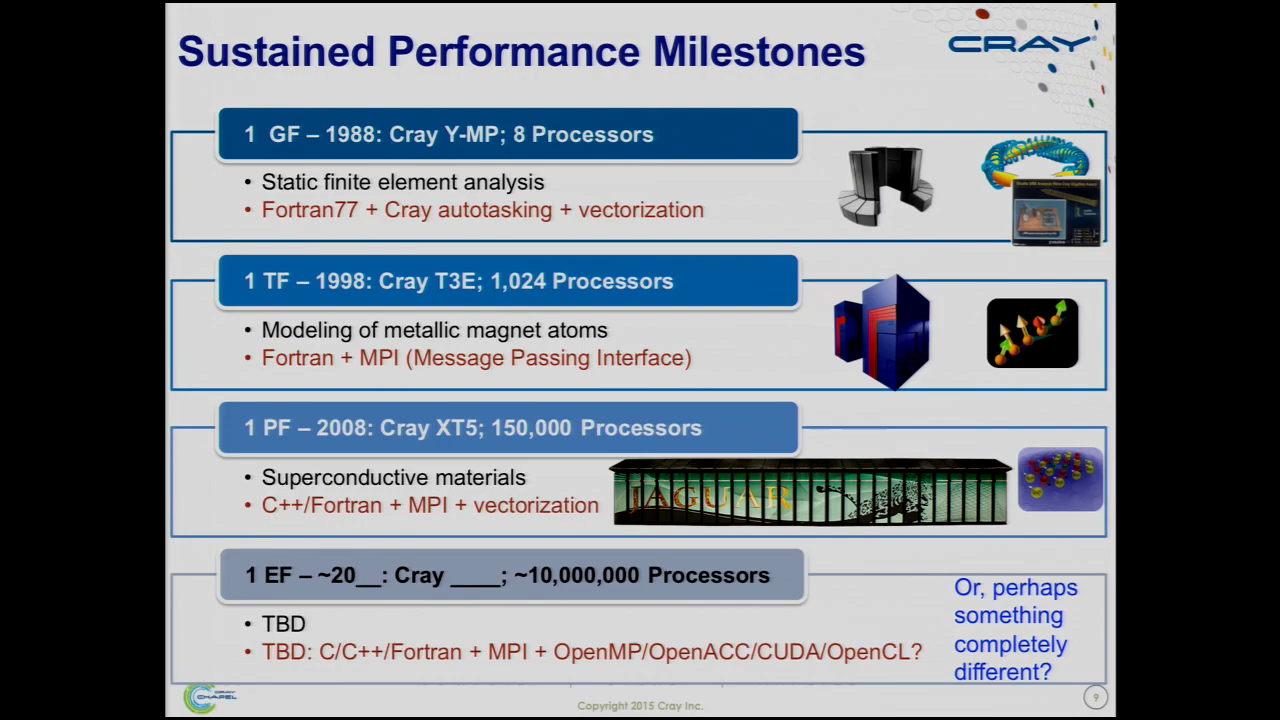 Sustained Performance Milestones
CRAY
1 GF – 1988: Cray Y-MP; 8 Processors
• Static finite element analysis
• Fortran77 + Cray autotasking + vectorization
1 TF – 1998: Cray T3E; 1,024 Processors
• Modeling of metallic magnet atoms
• Fortran + MPI (Message Passing Interface)
1 PF – 2008: Cray XT5; 150,000 Processors
• Superconductive materials
• C++/Fortran + MPI + vectorization
JAGUAR
1 EF – ~20__: Cray ____; ~10,000,000 Processors
• TBD
• TBD: C/C++/Fortran + MPI + OpenMP/OpenACC/CUDA/OpenCL?
Or, perhaps
something
completely
different?
CRAY
CHAPEL
Copyright 2015 Cray Inc.
9